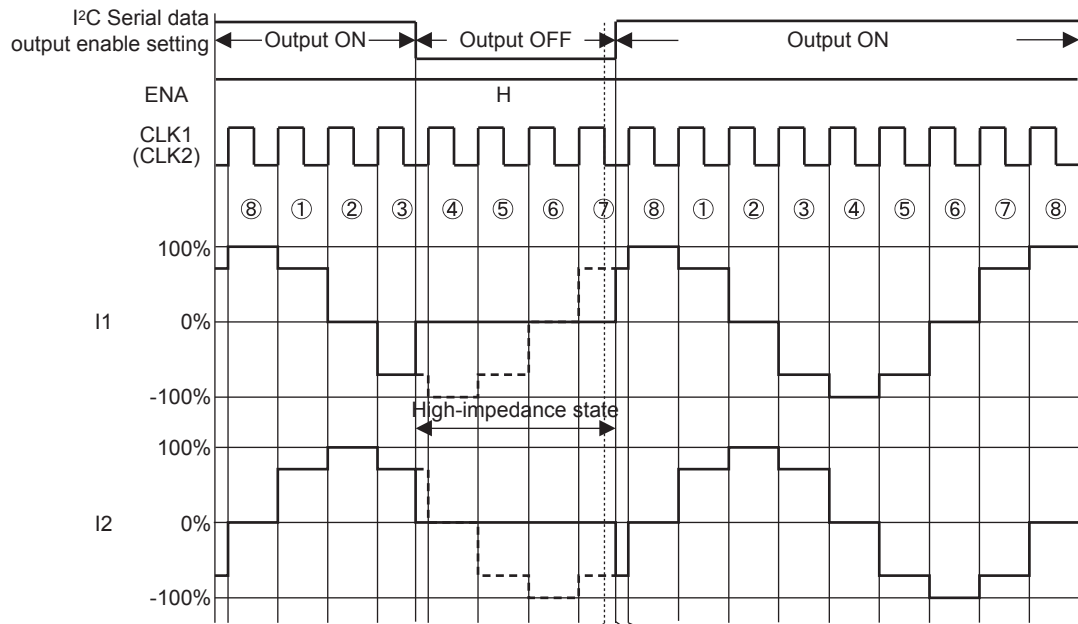 I²C Serial data
output enable setting
Output ON
Output OFF
Output ON
ENA
H
CLK1
(CLK2)
⑧ ① ② ③ ④ ⑤ ⑥ ⑦ ⑧ ① ② ③ ④ ⑤ ⑥ ⑦ ⑧
100%
I1
0%
-100%
High-impedance state
100%
I2
0%
-100%